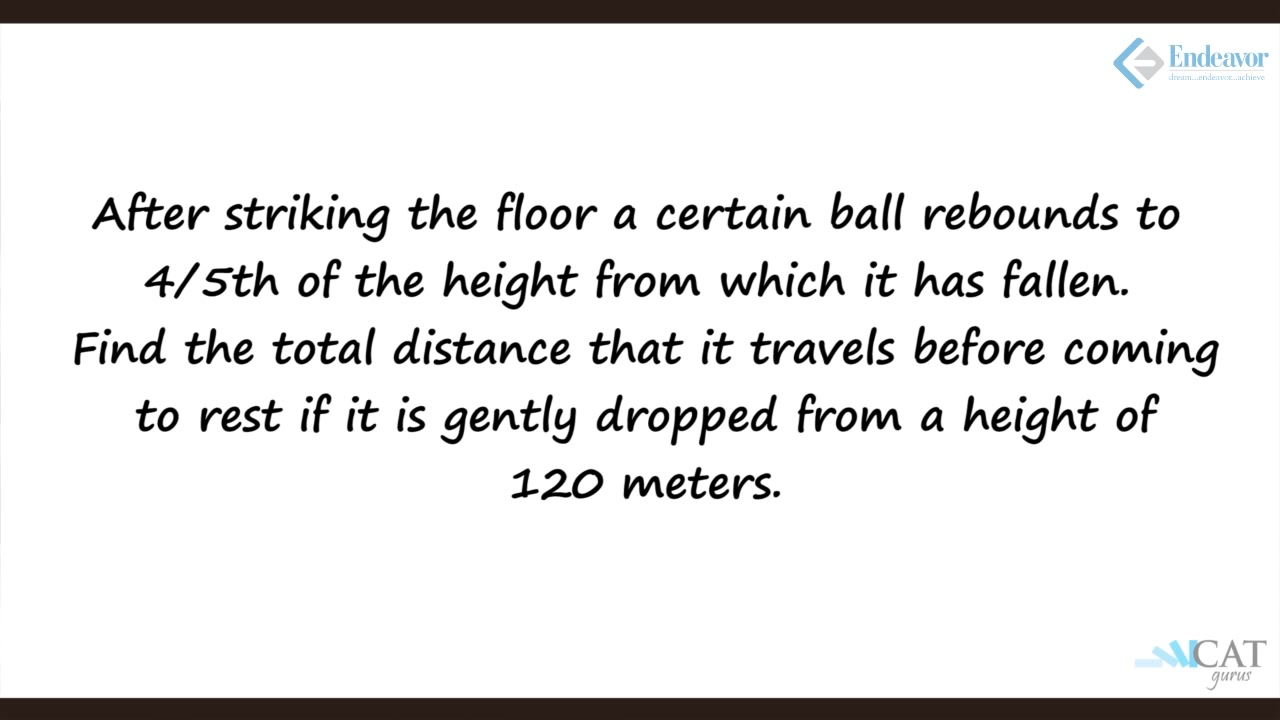 Endeavor
dream...endeavor...achieve
After striking the floor a certain ball rebounds to
4/5th of the height from which it has fallen.
Find the total distance that it travels before coming
to rest if it is gently dropped from a height of
120 meters.
CAT
gurus